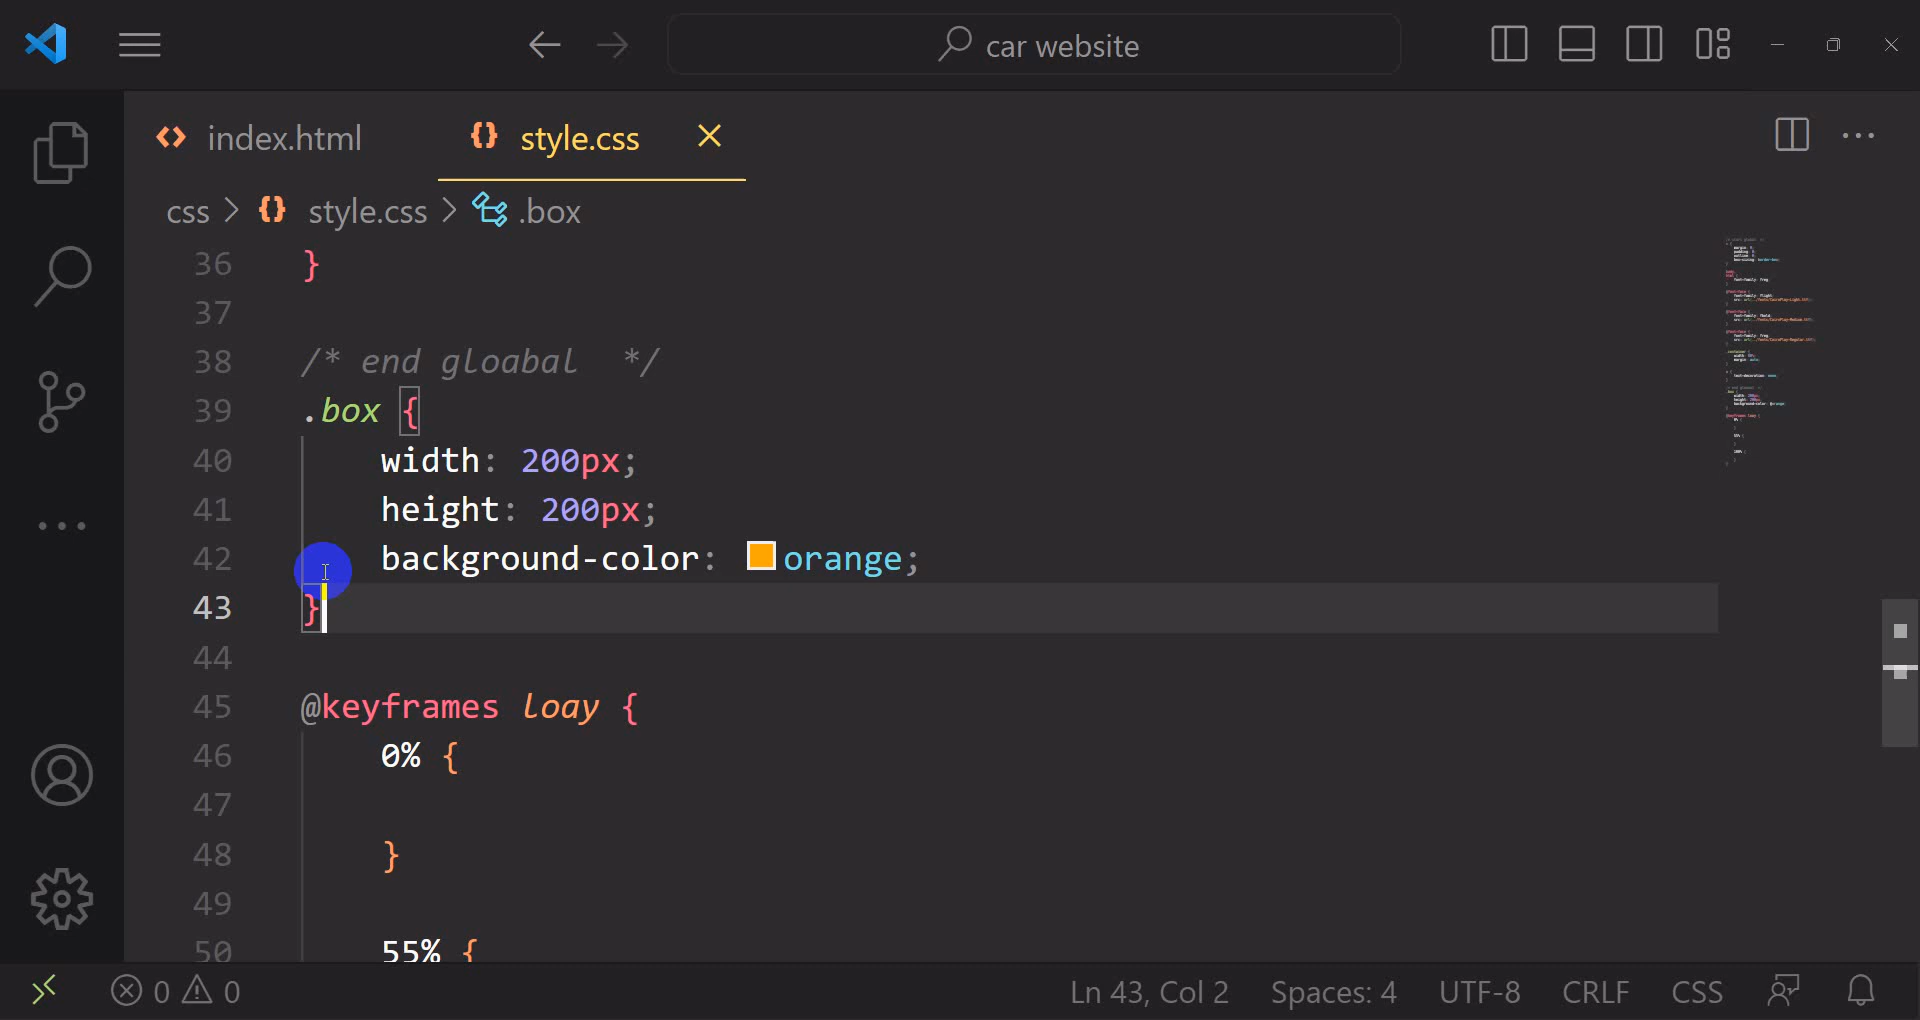 car website
index.html
style.css
css > style.css > .box
36 }
37
38 /* end gloabal */
39 .box {
40 width: 200px;
41 height: 200px;
42 background-color: orange;
43 }
44
45 @keyframes loay {
46 0% {
47
48 }
49
50 55% {
0 0
Ln 43, Col 2
Spaces: 4
UTF-8
CRLF
CSS